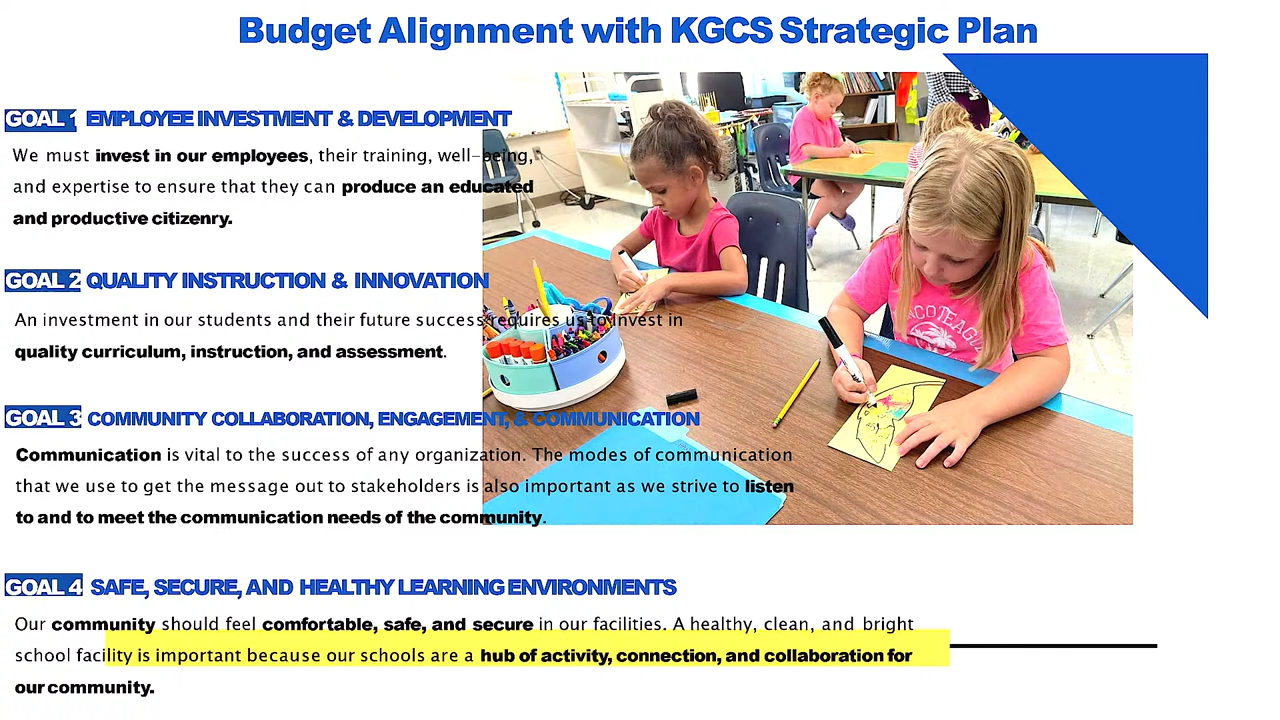 Budget Alignment with KGCS Strategic Plan
GOAL 1 EMPLOYEE INVESTMENT & DEVELOPMENT
We must invest in our employees, their training, well-being,
and expertise to ensure that they can produce an educated
and productive citizenry.
GOAL 2 QUALITY INSTRUCTION & INNOVATION
An investment in our students and their future success requires us to invest in
quality curriculum, instruction, and assessment.
GOAL 3 COMMUNITY COLLABORATION, ENGAGEMENT, & COMMUNICATION
Communication is vital to the success of any organization. The modes of communication
that we use to get the message out to stakeholders is also important as we strive to listen
to and to meet the communication needs of the community.
GOAL 4 SAFE, SECURE, AND HEALTHY LEARNING ENVIRONMENTS
Our community should feel comfortable, safe, and secure in our facilities. A healthy, clean, and bright
school facility is important because our schools are a hub of activity, connection, and collaboration for
our community.